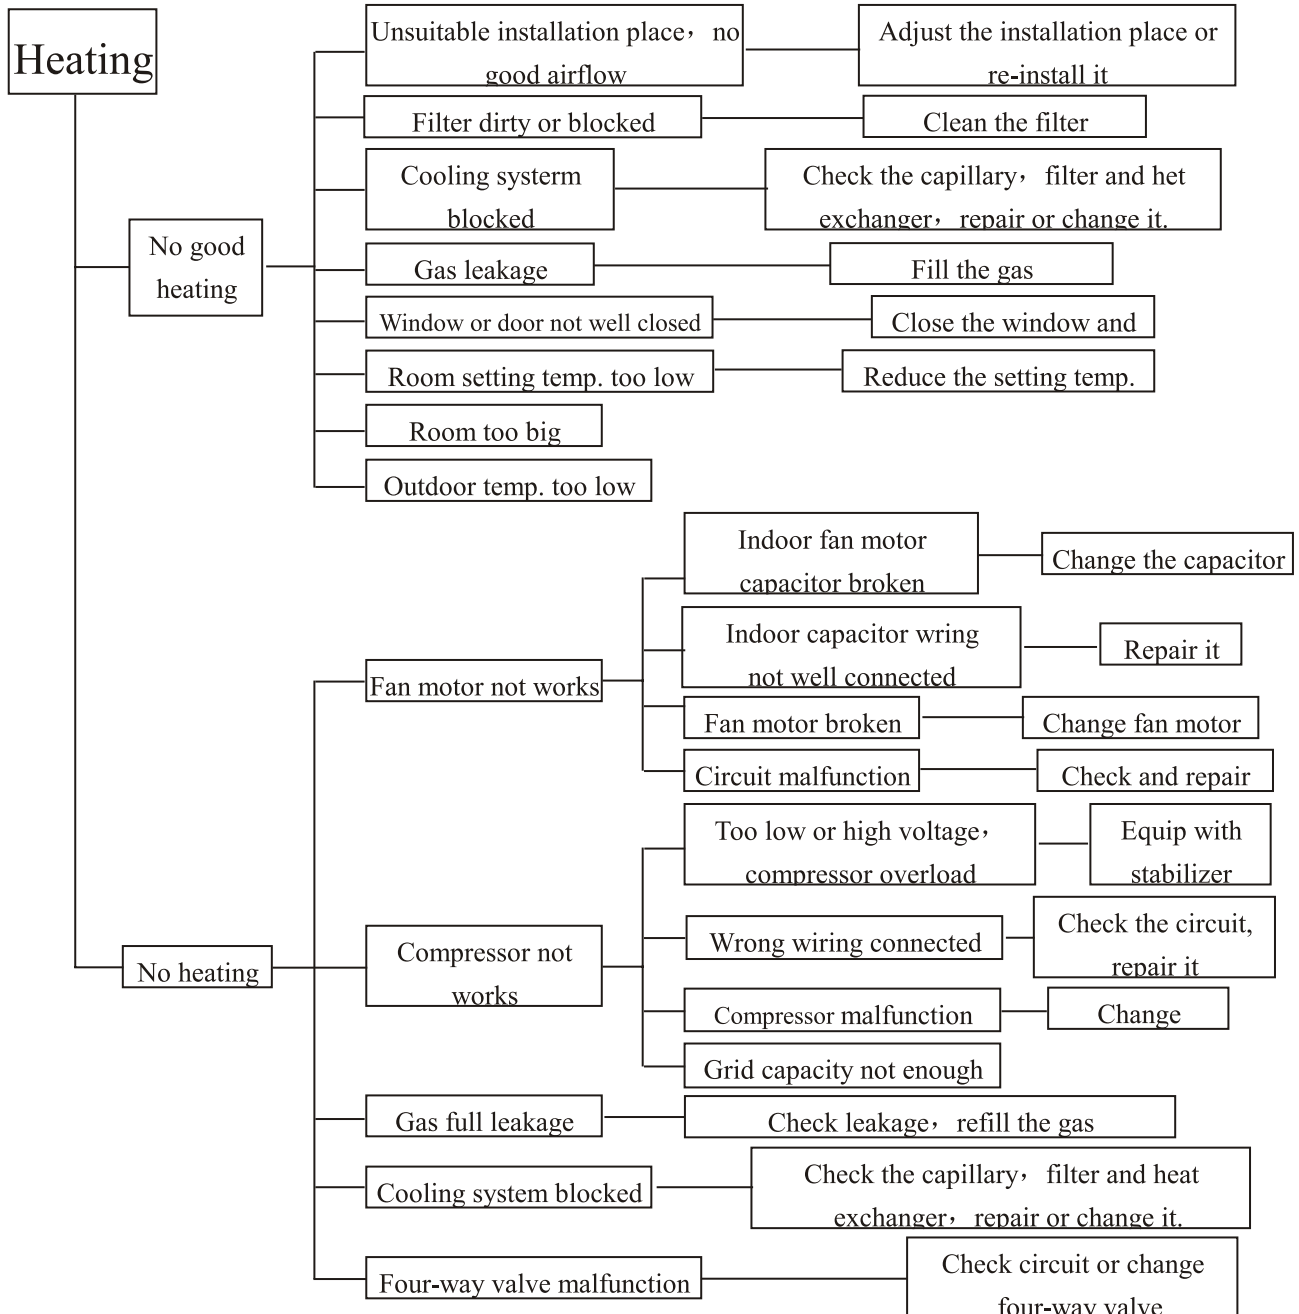 Heating
Unsuitable installation place，no
good airflow
Adjust the installation place or
re-install it
Filter dirty or blocked
Clean the filter
Cooling systerm
blocked
Check the capillary，filter and het
exchanger，repair or change it.
No good
heating
Gas leakage
Fill the gas
Window or door not well closed
Close the window and
Room setting temp. too low
Reduce the setting temp.
Room too big
Outdoor temp. too low
Indoor fan motor
capacitor broken
Change the capacitor
Indoor capacitor wring
not well connected
Repair it
Fan motor not works
Fan motor broken
Change fan motor
Circuit malfunction
Check and repair
Too low or high voltage，
compressor overload
Equip with
stabilizer
Wrong wiring connected
Check the circuit,
repair it
No heating
Compressor not
works
Compressor malfunction
Change
Grid capacity not enough
Gas full leakage
Check leakage，refill the gas
Cooling system blocked
Check the capillary，filter and heat
exchanger，repair or change it.
Four-way valve malfunction
Check circuit or change
four-way valve